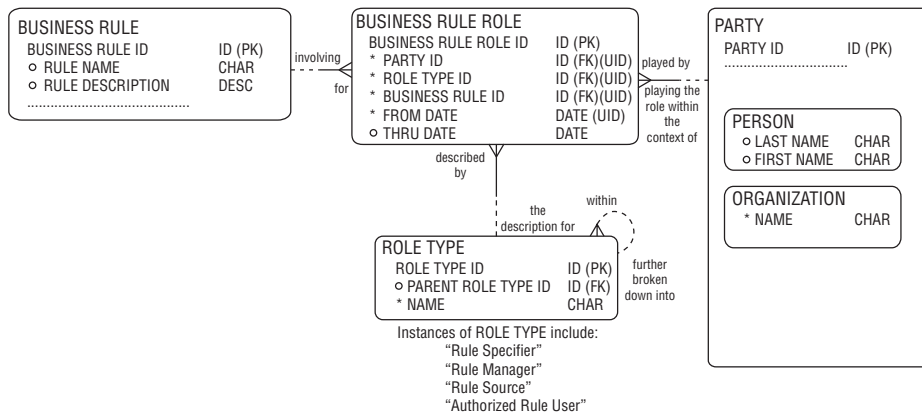 BUSINESS RULE
BUSINESS RULE ID ID (PK)
RULE NAME CHAR
RULE DESCRIPTION DESC
involving
for
BUSINESS RULE ROLE
BUSINESS RULE ROLE ID ID (PK)
* PARTY ID ID (FK)(UID)
* ROLE TYPE ID ID (FK)(UID)
* BUSINESS RULE ID ID (FK)(UID)
* FROM DATE DATE (UID)
THRU DATE DATE
played by
playing the
role within
the
context of
PARTY
PARTY ID ID (PK)
PERSON
LAST NAME CHAR
FIRST NAME CHAR
ORGANIZATION
* NAME CHAR
described
by
the
description for
within
further
broken
down into
ROLE TYPE
ROLE TYPE ID ID (PK)
PARENT ROLE TYPE ID ID (FK)
* NAME CHAR
Instances of ROLE TYPE include:
“Rule Specifier”
“Rule Manager”
“Rule Source”
“Authorized Rule User”